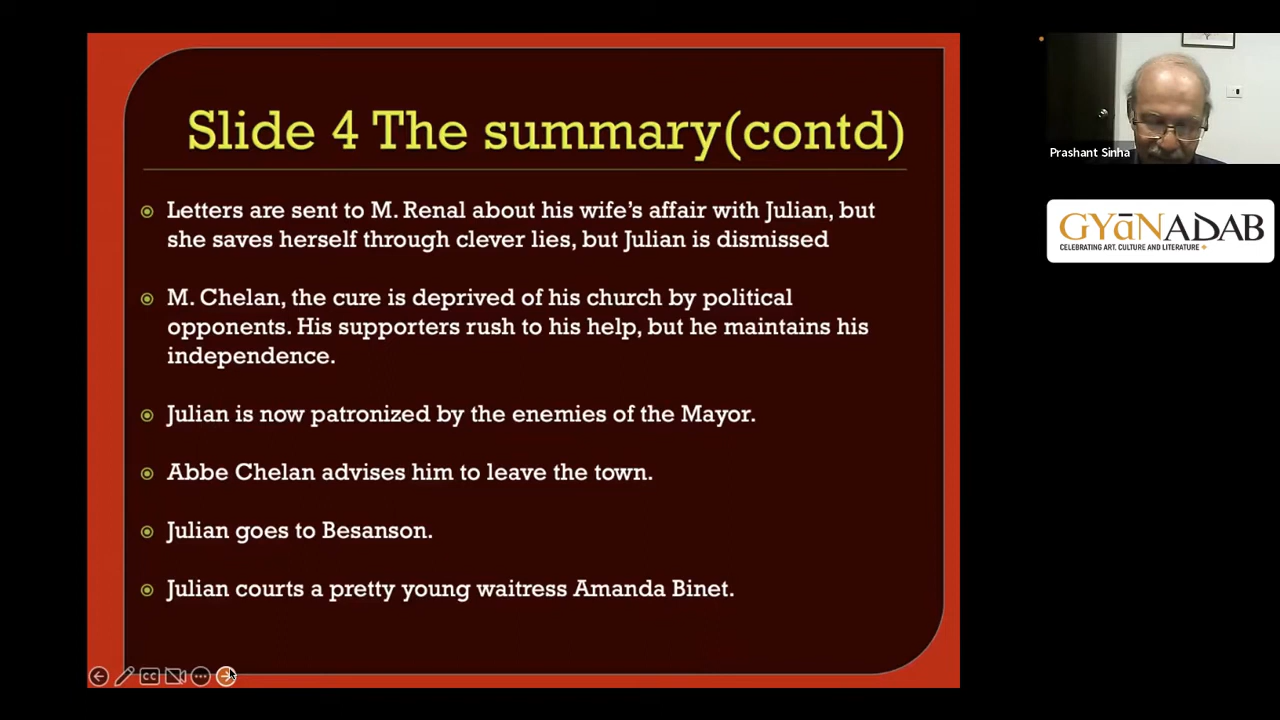 Slide 4 The summary(contd)
Letters are sent to M. Renal about his wife's affair with Julian, but
she saves herself through clever lies, but Julian is dismissed
M. Chelan, the cure is deprived of his church by political
opponents. His supporters rush to his help, but he maintains his
independence.
Julian is now patronized by the enemies of the Mayor.
Abbe Chelan advises him to leave the town.
Julian goes to Besanson.
Julian courts a pretty young waitress Amanda Binet.
CC
Prashant Sinha
GYāNADAB
CELEBRATING ART, CULTURE AND LITERATURE